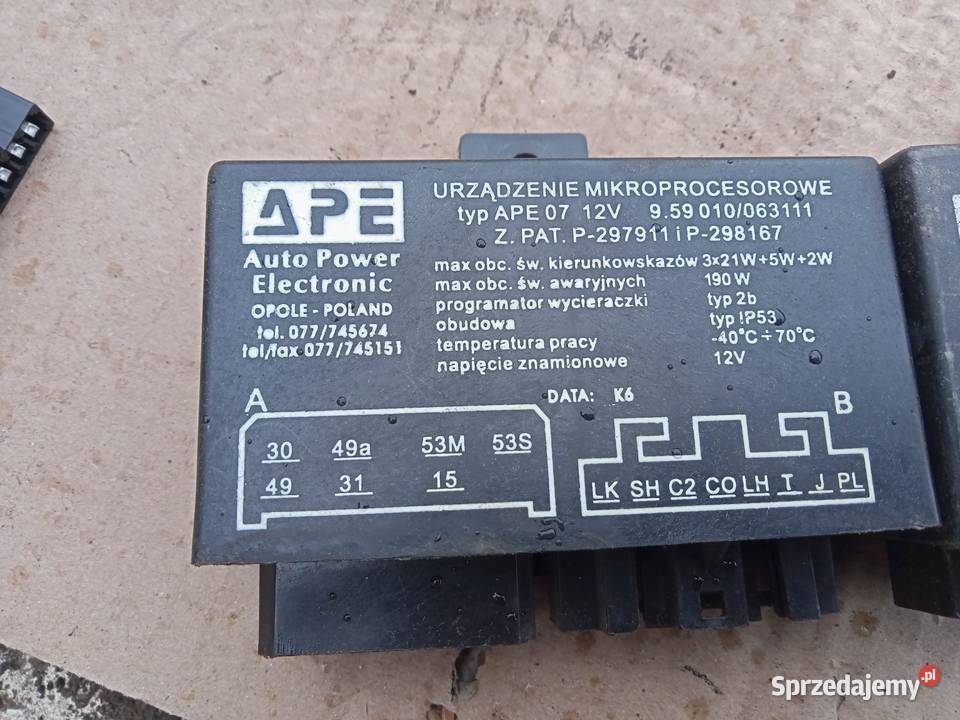 APE
Auto Power
Electronic
OPOLE - POLAND
tel. 077/745674
tel/fax 077/745151
URZĄDZENIE MIKROPROCESOROWE
typ APE 07 12V 9.59 010/063111
Z. PAT. P-297911 i P-298167
max obc. św. kierunkowskazów 3x21W+5W+2W
max obc. św. awaryjnych 190 W
programator wycieraczki typ 2b
obudowa typ IP53
temperatura pracy -40°C÷70°C
napięcie znamionowe 12V
DATA: K6
A
30 49a 53M 53S
49 31 15
B
LK SH C2 CO LH T J PL
Sprzedajemy.pl